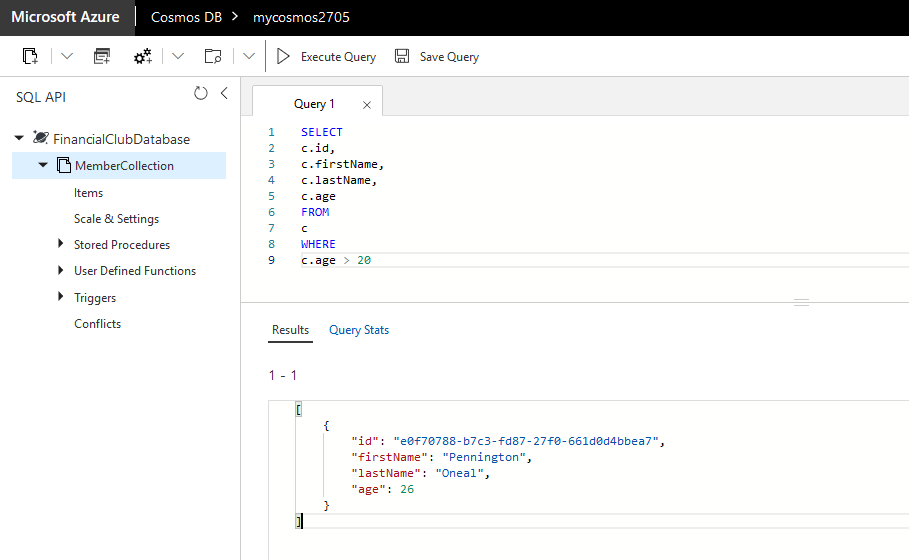 Microsoft Azure Cosmos DB > mycosmos2705
Execute Query Save Query
SQL API
FinancialClubDatabase
MemberCollection
Items
Scale & Settings
Stored Procedures
User Defined Functions
Triggers
Conflicts
Query 1
1 SELECT
2 c.id,
3 c.firstName,
4 c.lastName,
5 c.age
6 FROM
7 c
8 WHERE
9 c.age > 20
Results Query Stats
1 - 1
[
{
"id": "e0f70788-b7c3-fd87-27f0-661d0d4bbea7",
"firstName": "Pennington",
"lastName": "Oneal",
"age": 26
}
]